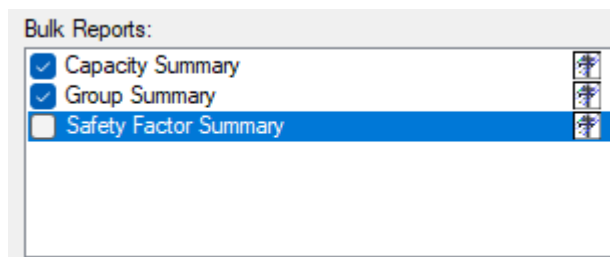 Bulk Reports:
Capacity Summary
Group Summary
Safety Factor Summary